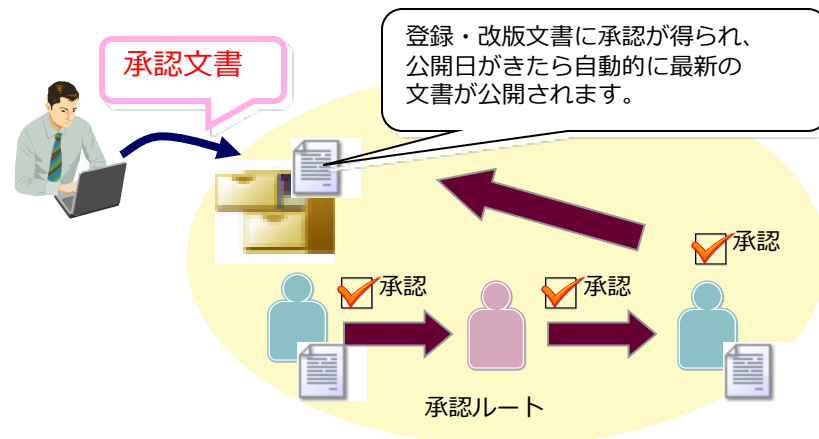 承認文書
登録・改版文書に承認が得られ、
公開日がきたら自動的に最新の
文書が公開されます。
承認
承認
承認
承認ルート